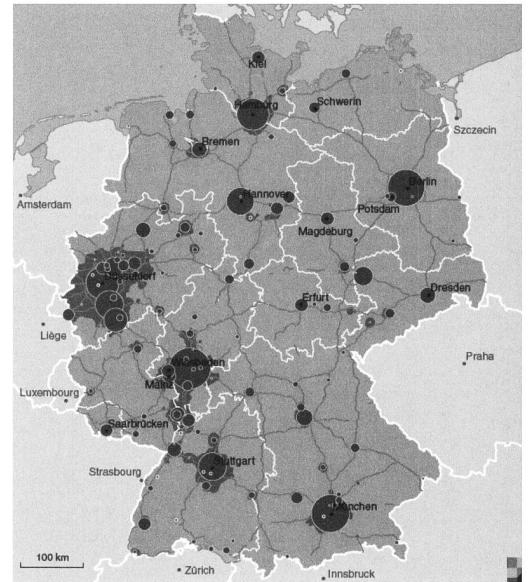 Kiel
Hamburg
Schwerin
Szczecin
Bremen
Berlin
Amsterdam
Hannover
Potsdam
Magdeburg
Düsseldorf
Erfurt
Dresden
Liège
Praha
Wiesbaden
Mainz
Luxembourg
Saarbrücken
Strasbourg
Stuttgart
München
100 km
Zürich
Innsbruck